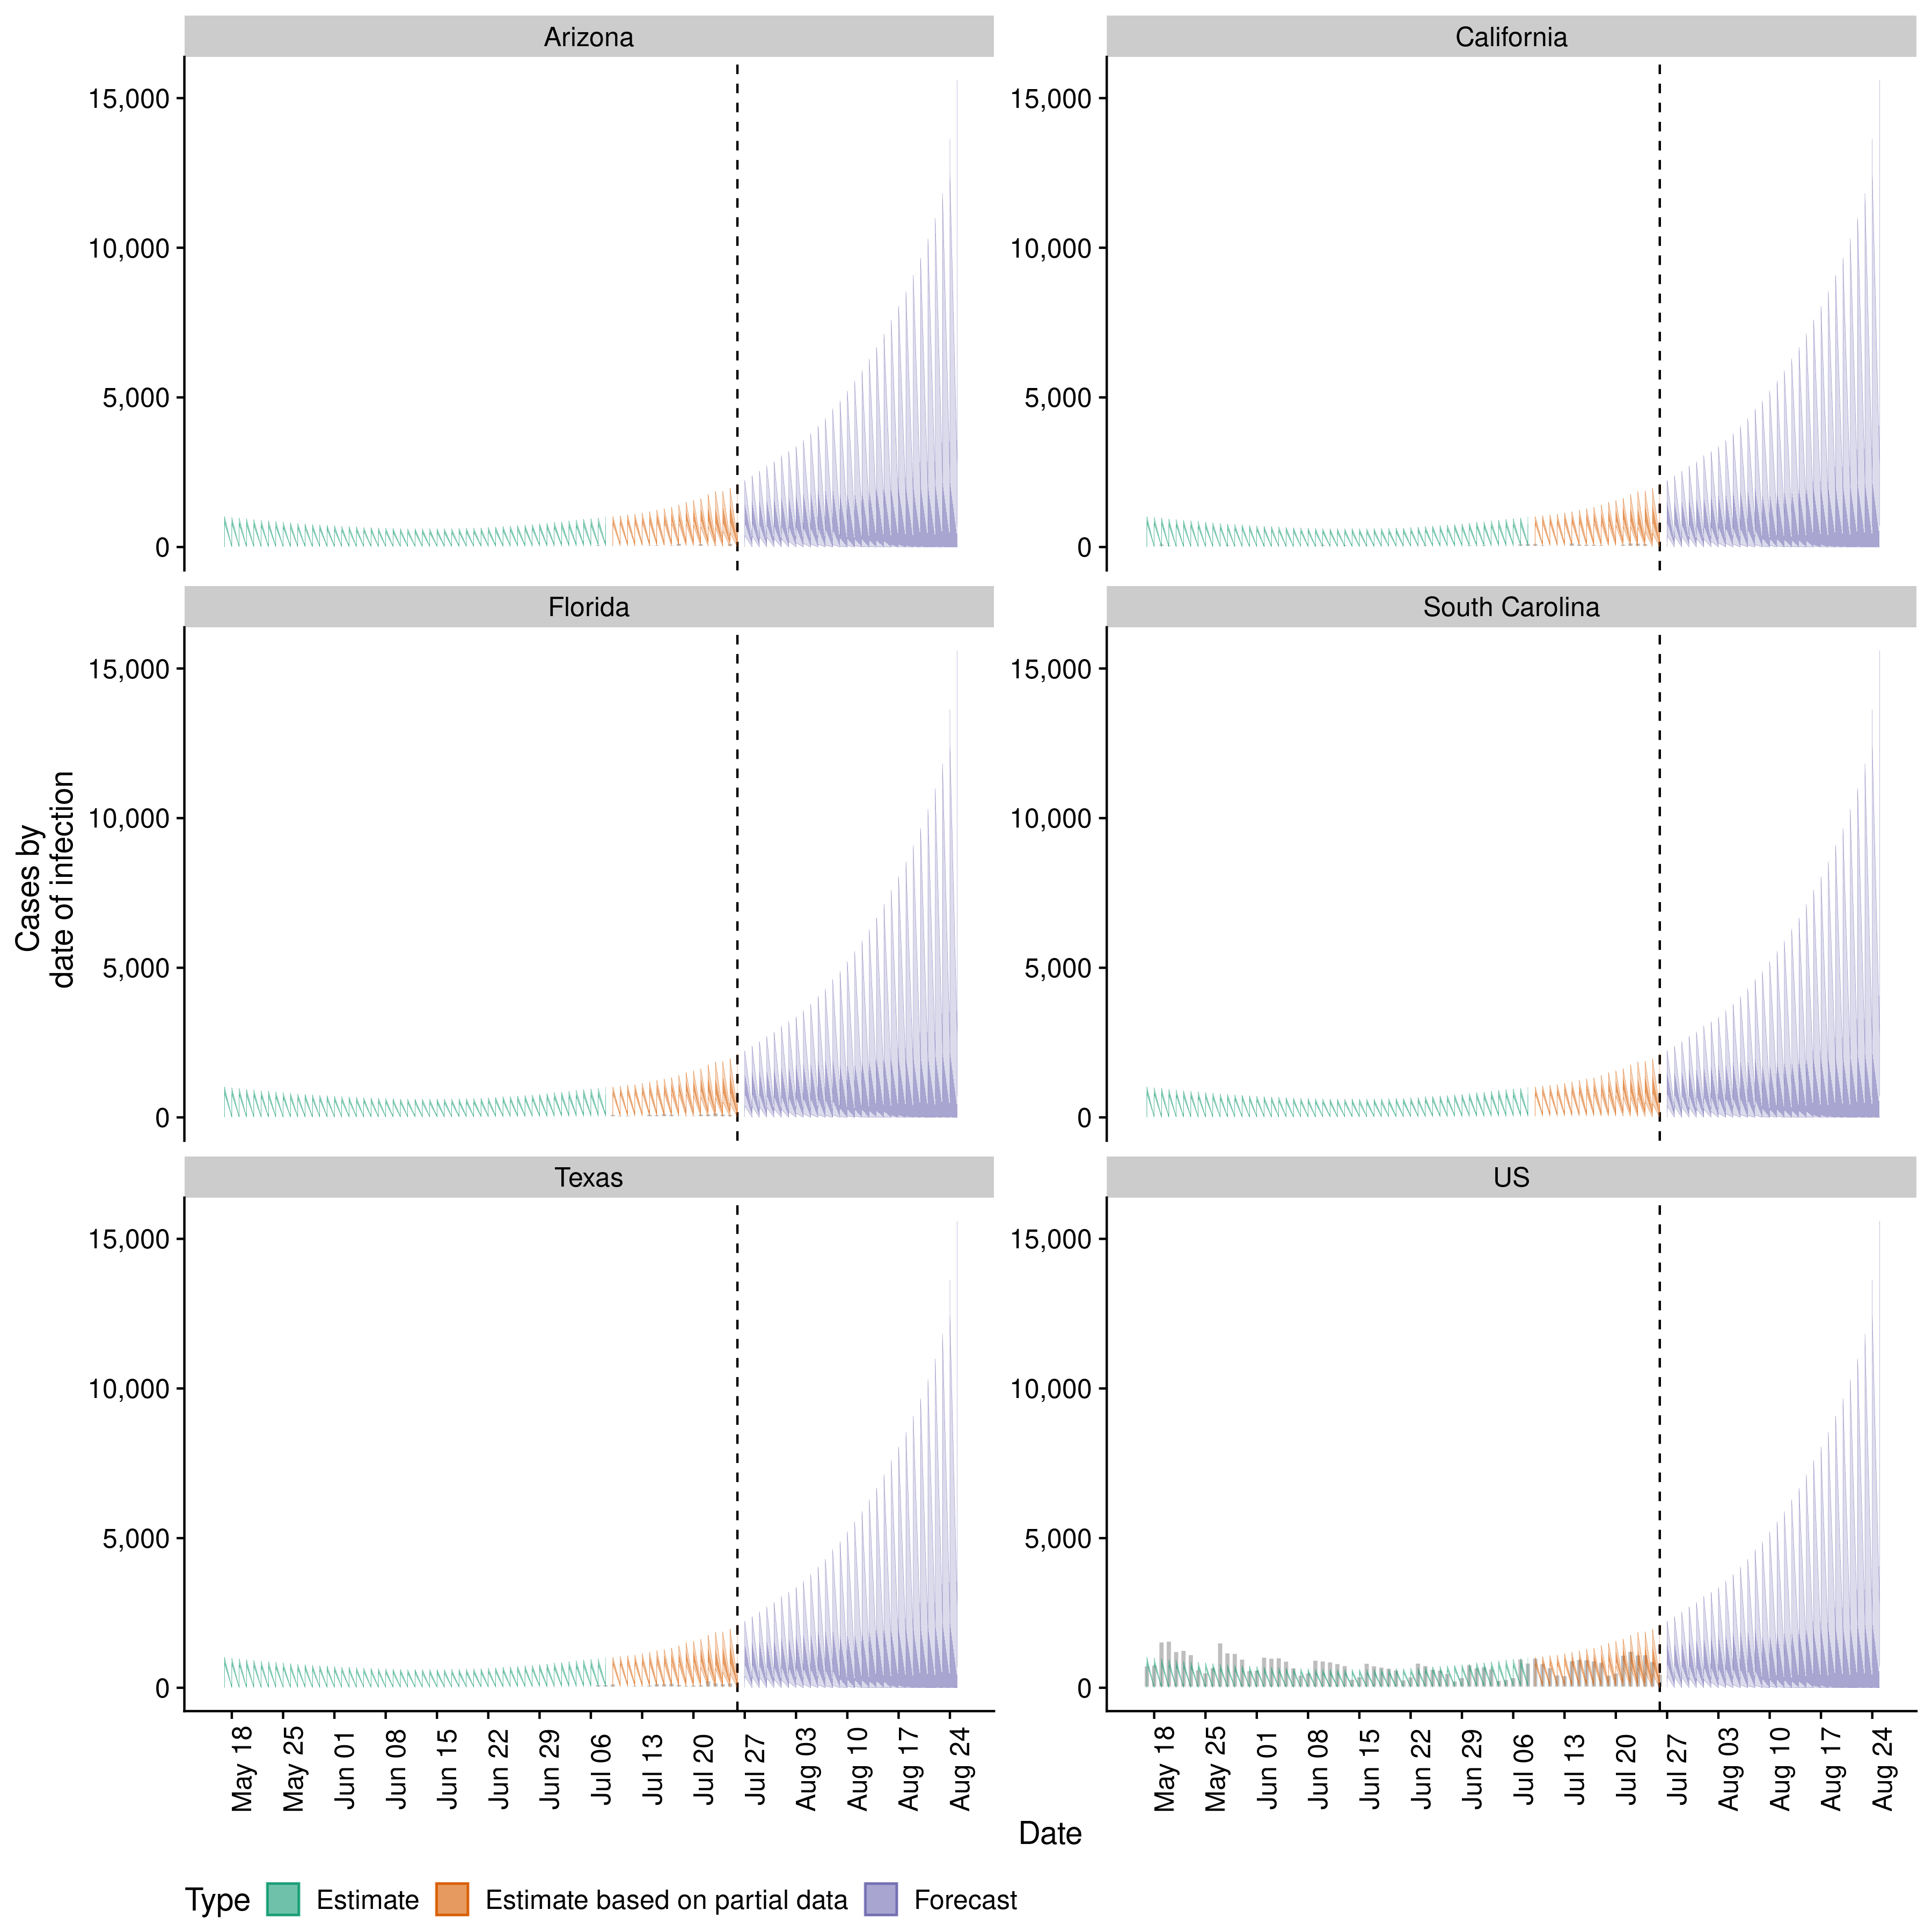 Arizona
California
15,000
10,000
5,000
0
15,000
10,000
5,000
0
Florida
South Carolina
15,000
10,000
5,000
0
15,000
10,000
5,000
0
Cases by
date of infection
Texas
US
15,000
10,000
5,000
0
15,000
10,000
5,000
0
May 18
May 25
Jun 01
Jun 08
Jun 15
Jun 22
Jun 29
Jul 06
Jul 13
Jul 20
Jul 27
Aug 03
Aug 10
Aug 17
Aug 24
May 18
May 25
Jun 01
Jun 08
Jun 15
Jun 22
Jun 29
Jul 06
Jul 13
Jul 20
Jul 27
Aug 03
Aug 10
Aug 17
Aug 24
Date
Type Estimate Estimate based on partial data Forecast